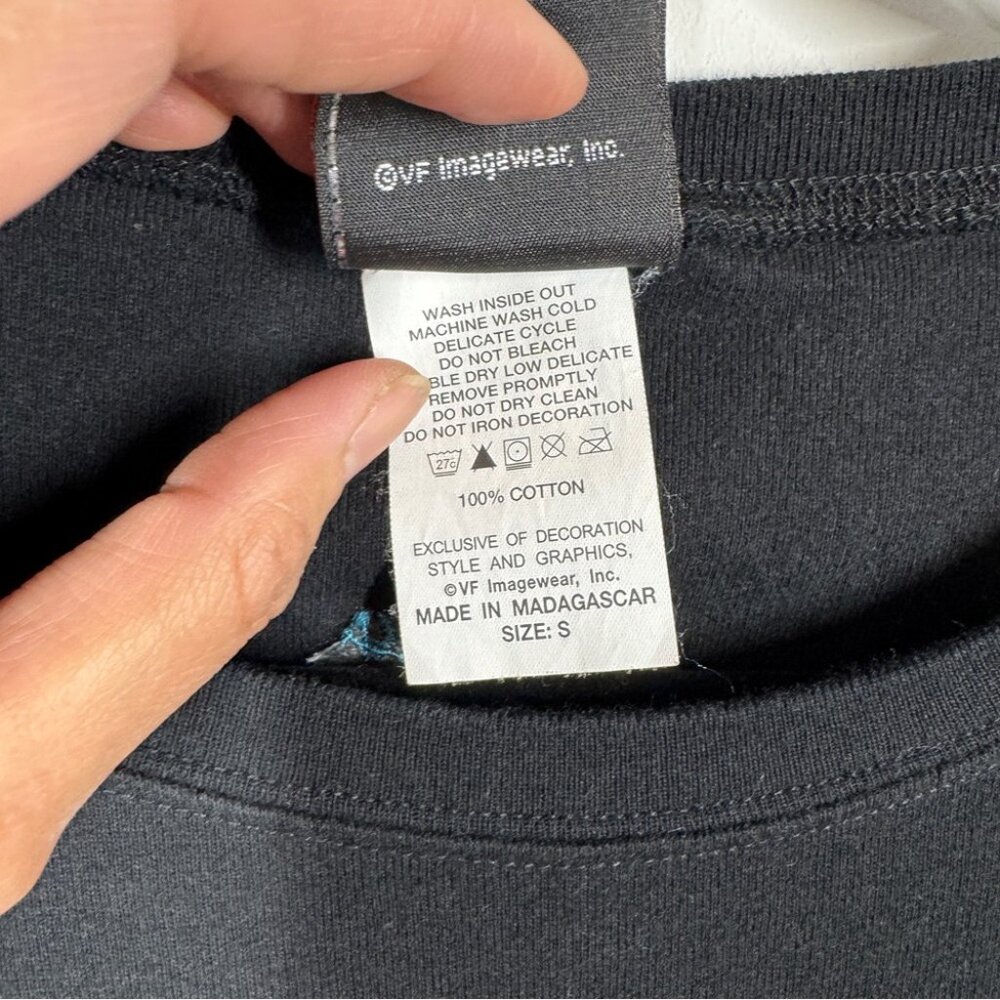 ©VF Imagewear, Inc.
WASH INSIDE OUT
MACHINE WASH COLD
DELICATE CYCLE
DO NOT BLEACH
BLE DRY LOW DELICATE
REMOVE PROMPTLY
DO NOT DRY CLEAN
DO NOT IRON DECORATION
27c
100% COTTON
EXCLUSIVE OF DECORATION
STYLE AND GRAPHICS,
©VF Imagewear, Inc.
MADE IN MADAGASCAR
SIZE: S